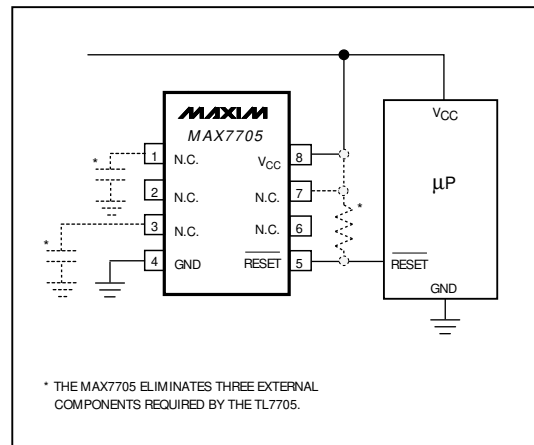 MAXIM
MAX7705
VCC
*
1
N.C.
VCC
8
2
N.C.
N.C.
7
µP
*
3
N.C.
N.C.
6
*
4
GND
RESET
5
RESET
GND
* THE MAX7705 ELIMINATES THREE EXTERNAL
COMPONENTS REQUIRED BY THE TL7705.